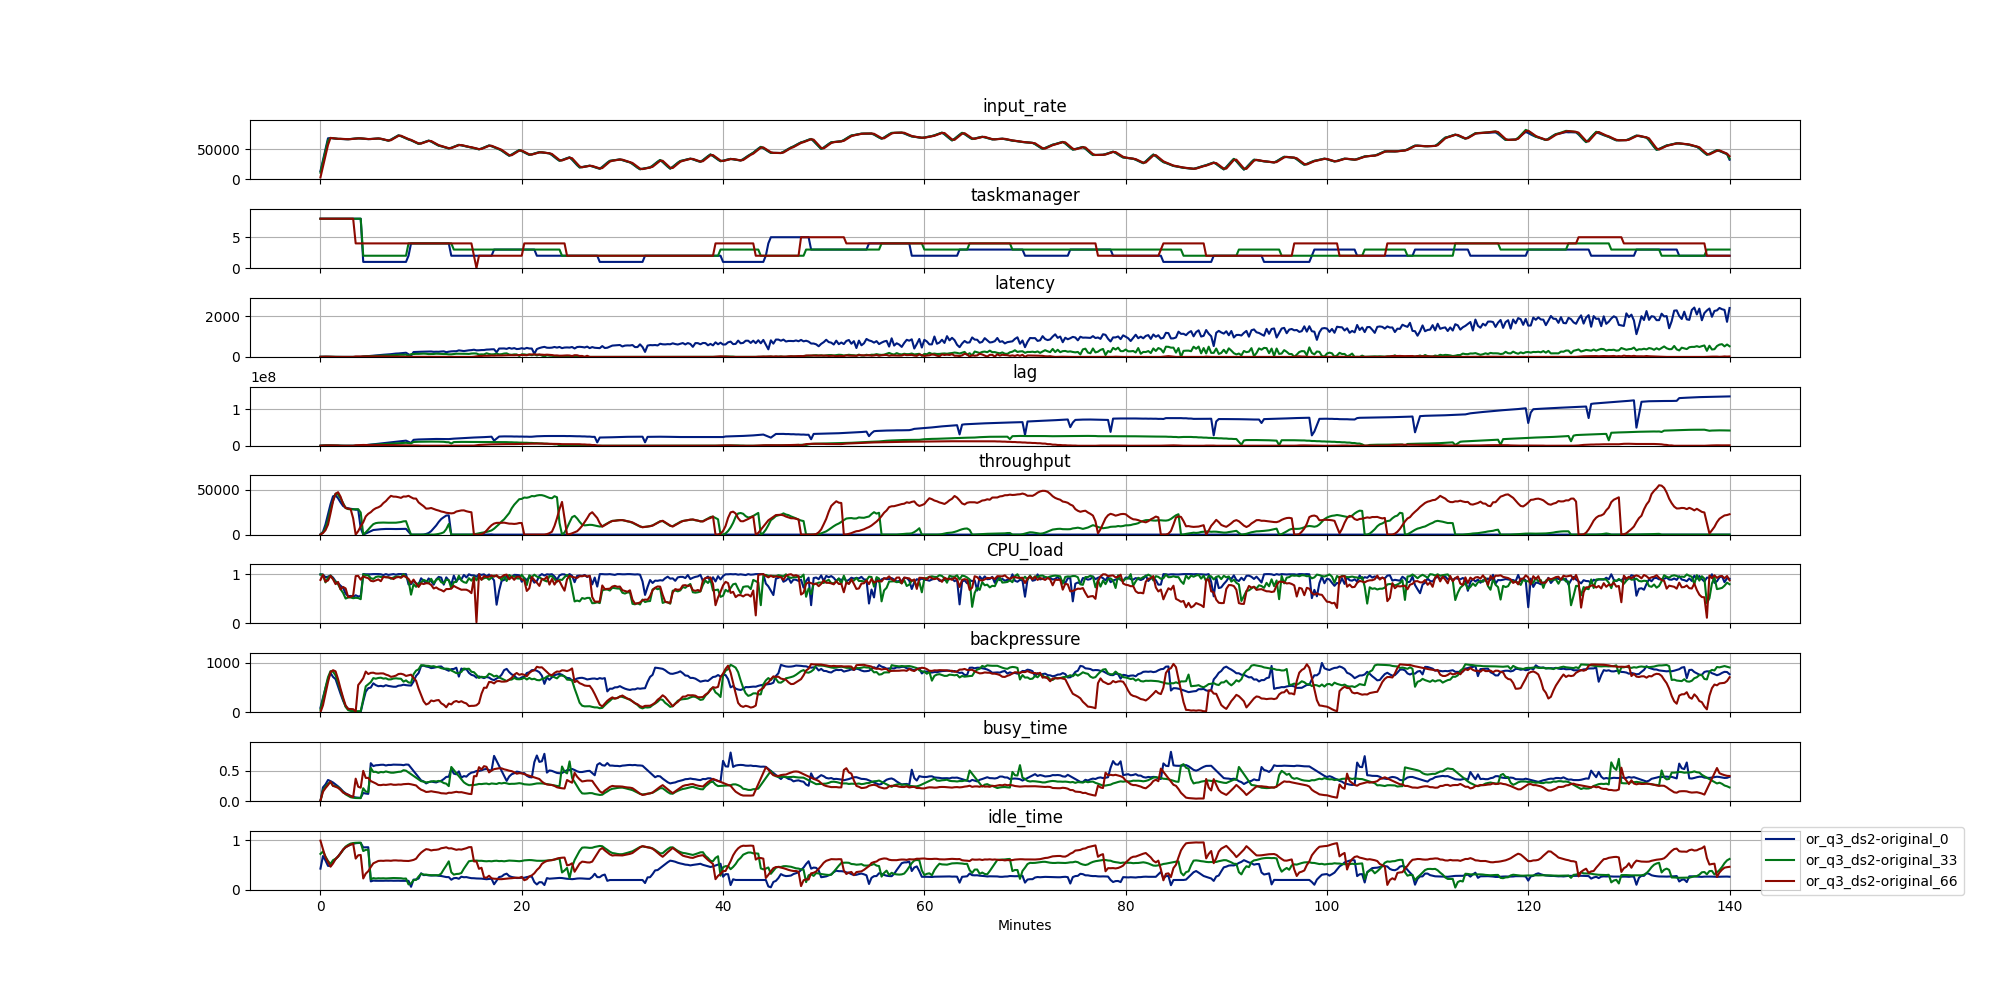 input_rate
50000
0
taskmanager
5
0
latency
2000
0
1e8
lag
1
0
throughput
50000
0
CPU_load
1
0
backpressure
1000
0
busy_time
0.5
0.0
idle_time
1
0
0 20 40 60 80 100 120 140
Minutes
or_q3_ds2-original_0
or_q3_ds2-original_33
or_q3_ds2-original_66